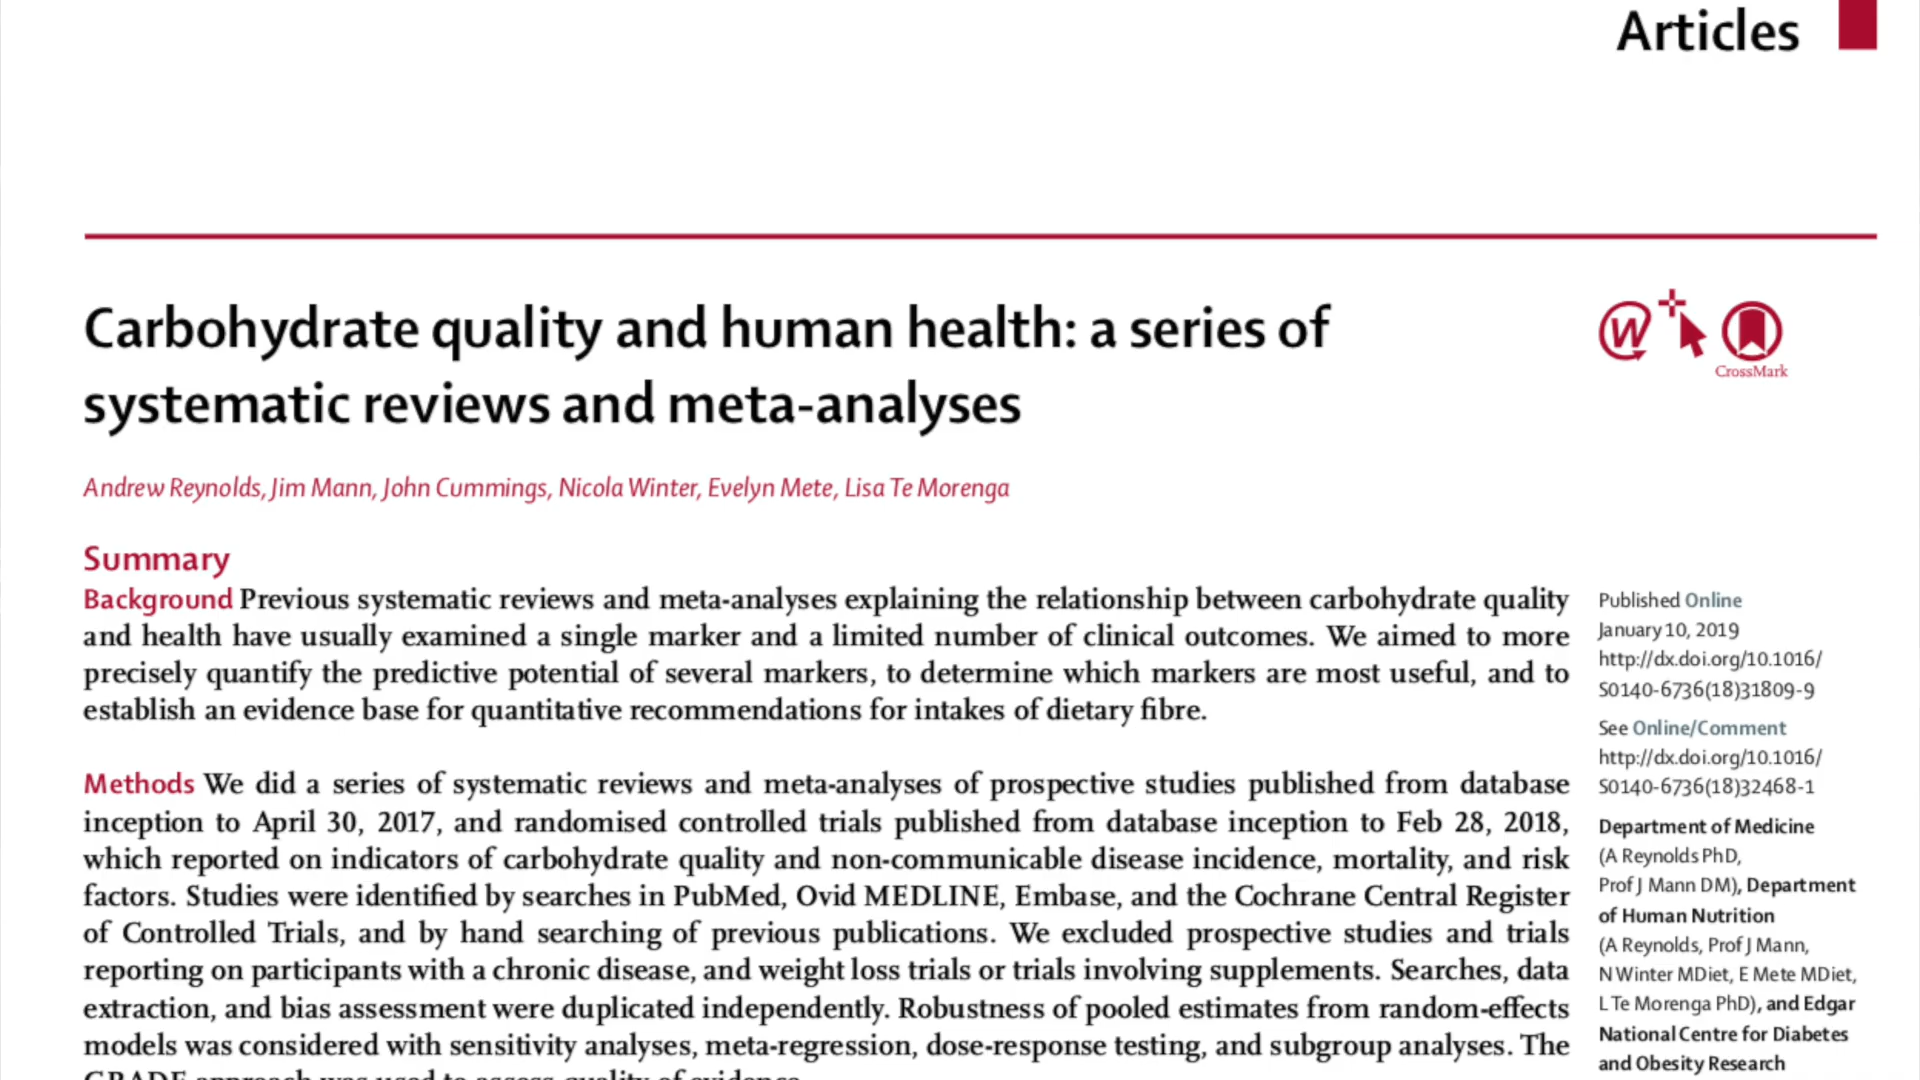 Articles
Carbohydrate quality and human health: a series of
systematic reviews and meta-analyses
W
CrossMark
Andrew Reynolds, Jim Mann, John Cummings, Nicola Winter, Evelyn Mete, Lisa Te Morenga
Summary
Background Previous systematic reviews and meta-analyses explaining the relationship between carbohydrate quality
and health have usually examined a single marker and a limited number of clinical outcomes. We aimed to more
precisely quantify the predictive potential of several markers, to determine which markers are most useful, and to
establish an evidence base for quantitative recommendations for intakes of dietary fibre.
Methods We did a series of systematic reviews and meta-analyses of prospective studies published from database
inception to April 30, 2017, and randomised controlled trials published from database inception to Feb 28, 2018,
which reported on indicators of carbohydrate quality and non-communicable disease incidence, mortality, and risk
factors. Studies were identified by searches in PubMed, Ovid MEDLINE, Embase, and the Cochrane Central Register
of Controlled Trials, and by hand searching of previous publications. We excluded prospective studies and trials
reporting on participants with a chronic disease, and weight loss trials or trials involving supplements. Searches, data
extraction, and bias assessment were duplicated independently. Robustness of pooled estimates from random-effects
models was considered with sensitivity analyses, meta-regression, dose-response testing, and subgroup analyses. The
GRADE approach was used to assess quality of evidence.
Published Online
January 10, 2019
http://dx.doi.org/10.1016/
S0140-6736(18)31809-9
See Online/Comment
http://dx.doi.org/10.1016/
S0140-6736(18)32468-1
Department of Medicine
(A Reynolds PhD,
Prof J Mann DM), Department
of Human Nutrition
(A Reynolds, Prof J Mann,
N Winter MDiet, E Mete MDiet,
L Te Morenga PhD), and Edgar
National Centre for Diabetes
and Obesity Research